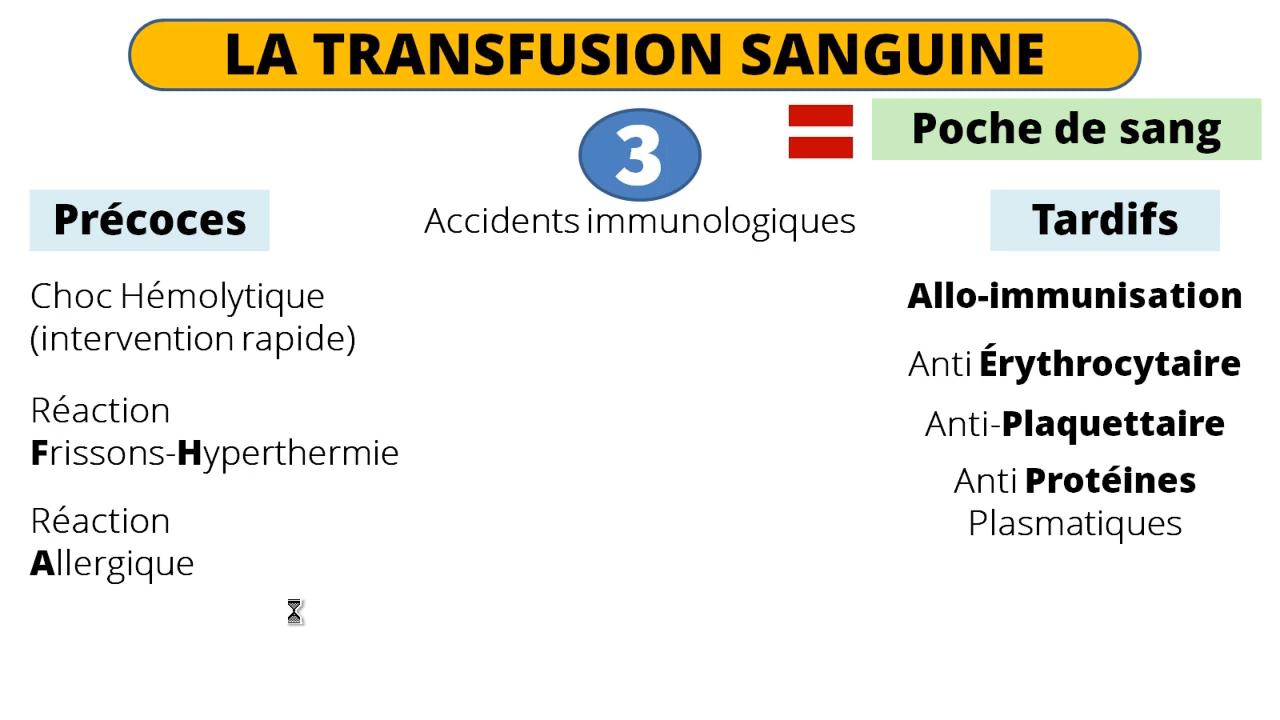 LA TRANSFUSION SANGUINE
3
Poche de sang
Accidents immunologiques
Précoces
Choc Hémolytique
(intervention rapide)
Réaction
Frissons-Hyperthermie
Réaction
Allergique
Tardifs
Allo-immunisation
Anti Érythrocytaire
Anti-Plaquettaire
Anti Protéines
Plasmatiques